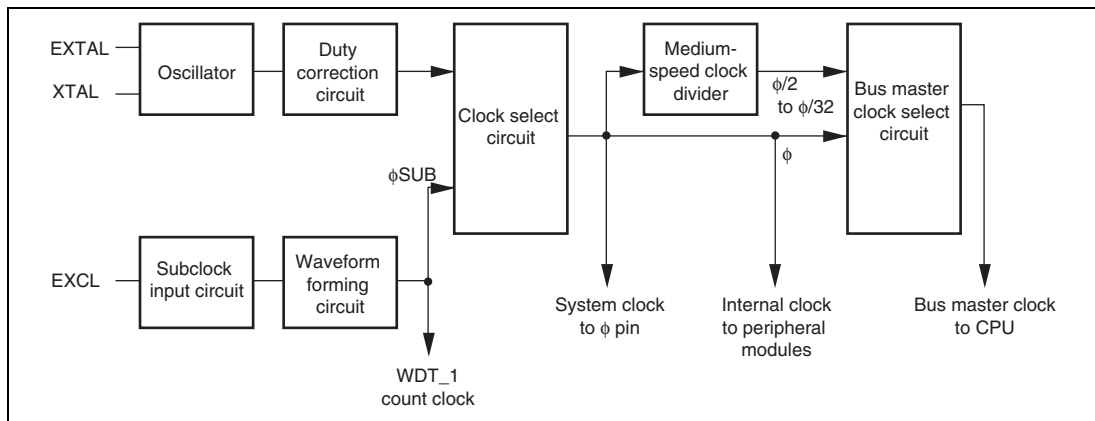 EXTAL
XTAL
Oscillator
Duty
correction
circuit
Clock select
circuit
Medium-
speed clock
divider
ϕ/2
to ϕ/32
ϕ
Bus master
clock select
circuit
ϕSUB
EXCL
Subclock
input circuit
Waveform
forming
circuit
WDT_1
count clock
System clock
to ϕ pin
Internal clock
to peripheral
modules
Bus master clock
to CPU